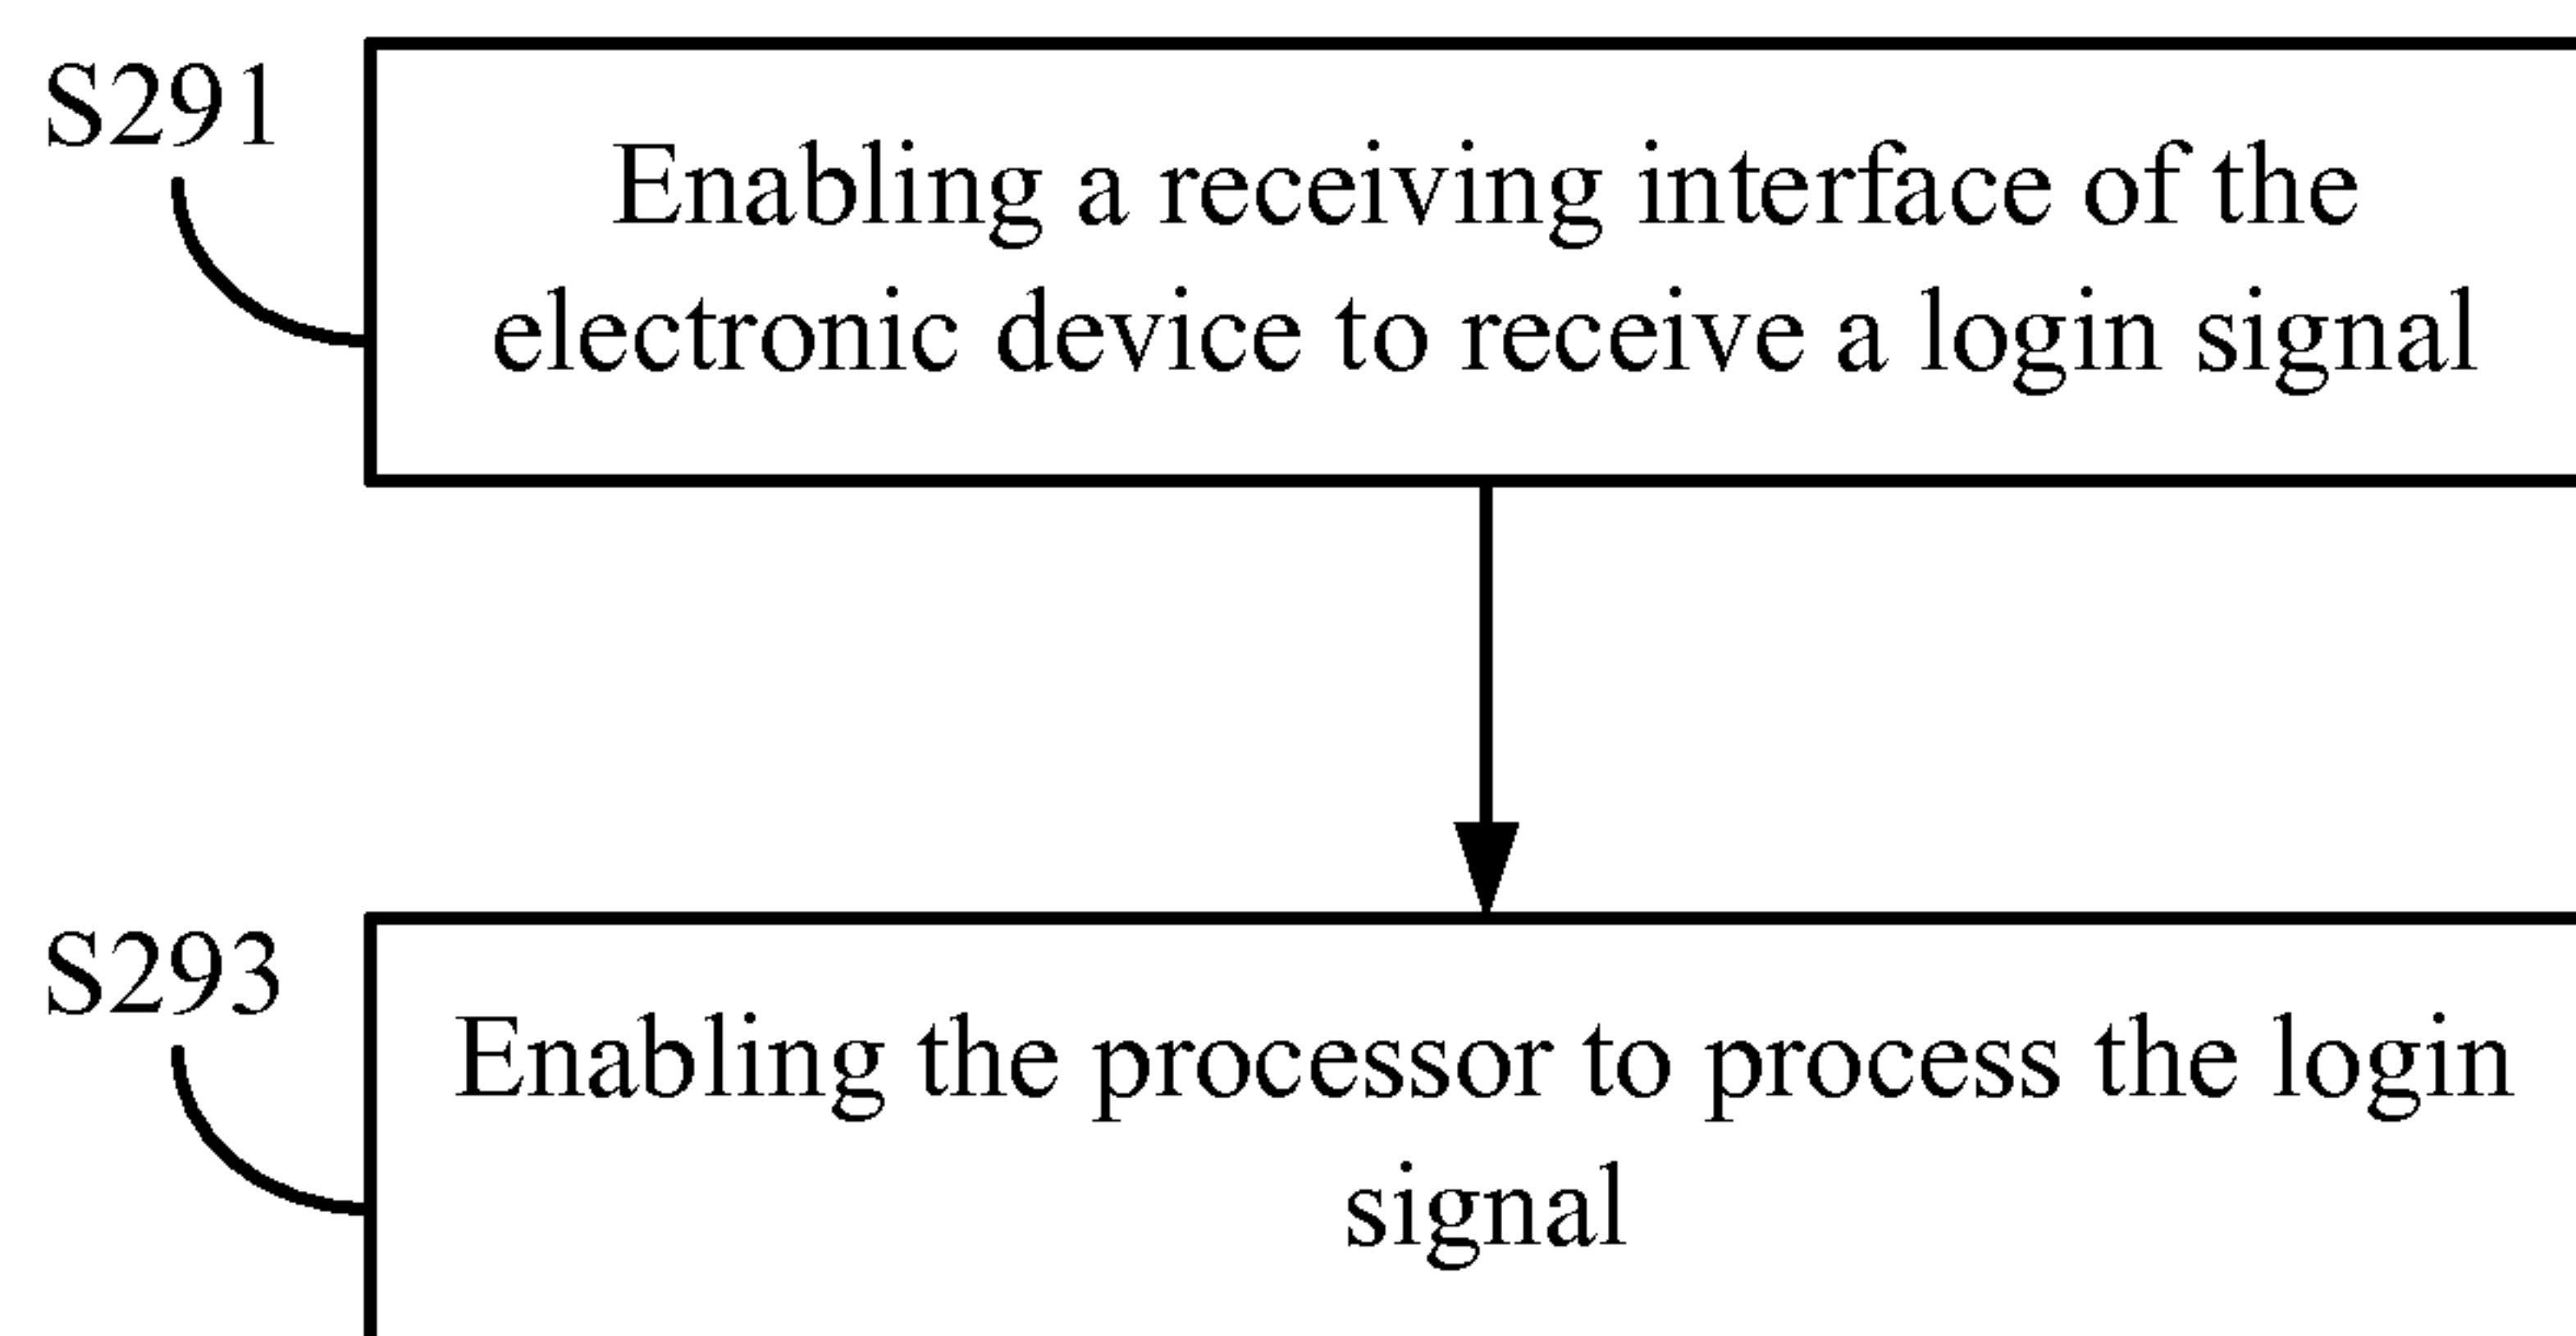 S291
Enabling a receiving interface of the
electronic device to receive a login signal
S293
Enabling the processor to process the login
signal